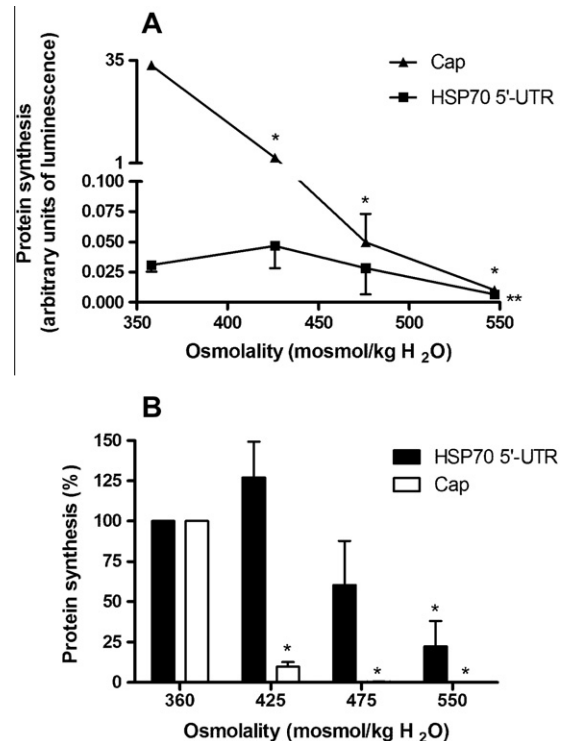 A
Protein synthesis
(arbitrary units of luminescence)
35
1
0.100
0.075
0.050
0.025
0.000
Cap
HSP70 5'-UTR
*
*
*
**
350 400 450 500 550
Osmolality (mosmol/kg H2O)
B
Protein synthesis (%)
150
125
100
75
50
25
0
HSP70 5'-UTR
Cap
*
*
*
*
360 425 475 550
Osmolality (mosmol/kg H2O)